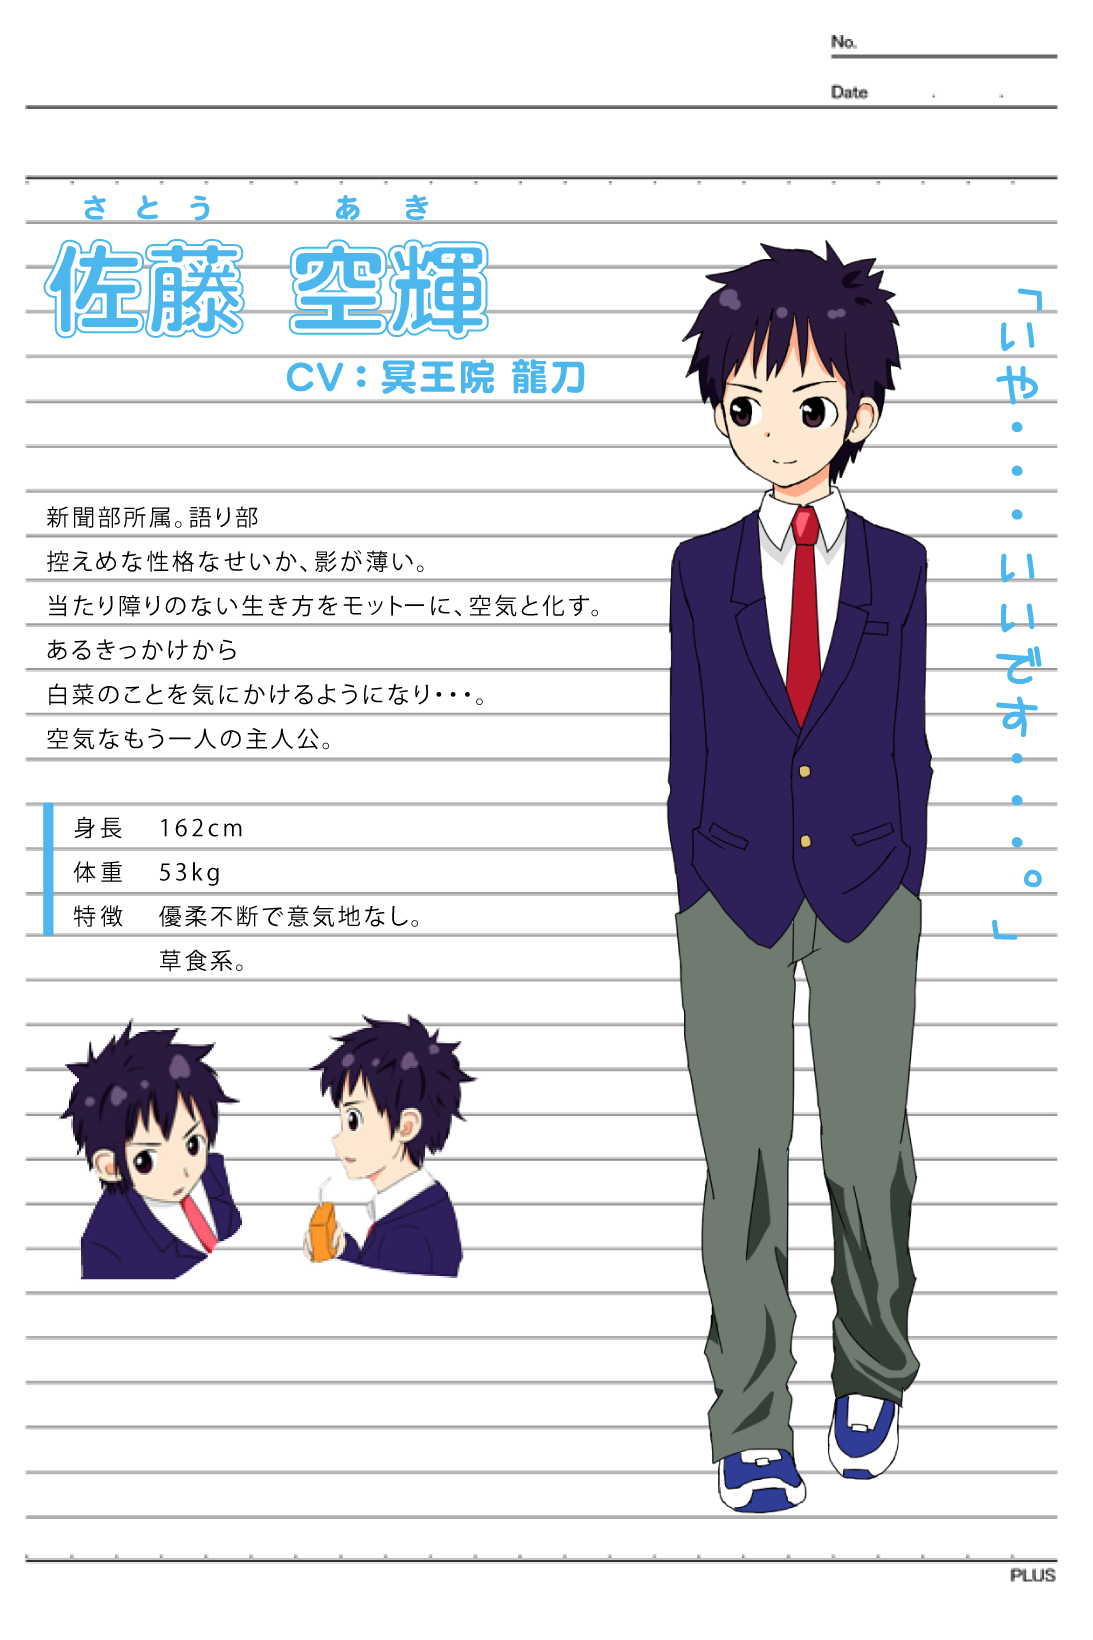 No.
Date . .
さとう あき
佐藤 空輝
CV：冥王院 龍刀
新聞部所属。語り部
控えめな性格なせいか、影が薄い。
当たり障りのない生き方をモットーに、空気と化す。
あるきっかけから
白菜のことを気にかけるようになり・・・。
空気なもう一人の主人公。
身長 162cm
体重 53kg
特徴 優柔不断で意気地なし。
草食系。
「いや・・・いいです・・・。」
PLUS